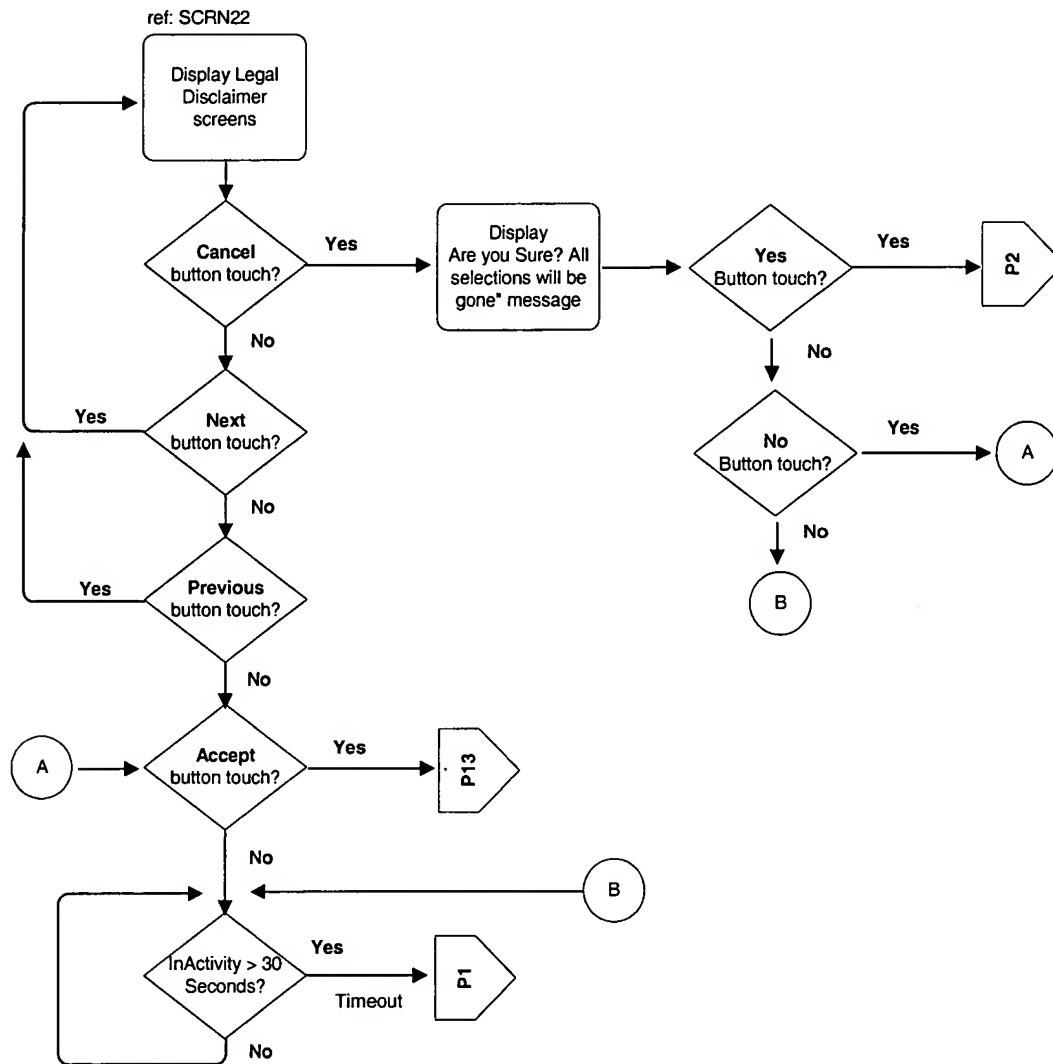 ref: SCRN22
Display Legal
Disclaimer
screens
Cancel
button touch?
Yes
Display
Are you Sure? All
selections will be
gone" message
Yes
Button touch?
Yes
P2
No
No
Next
button touch?
Yes
No
Button touch?
Yes
A
No
No
B
Previous
button touch?
Yes
No
A
Accept
button touch?
Yes
P13
No
B
InActivity > 30
Seconds?
Yes
Timeout
P1
No